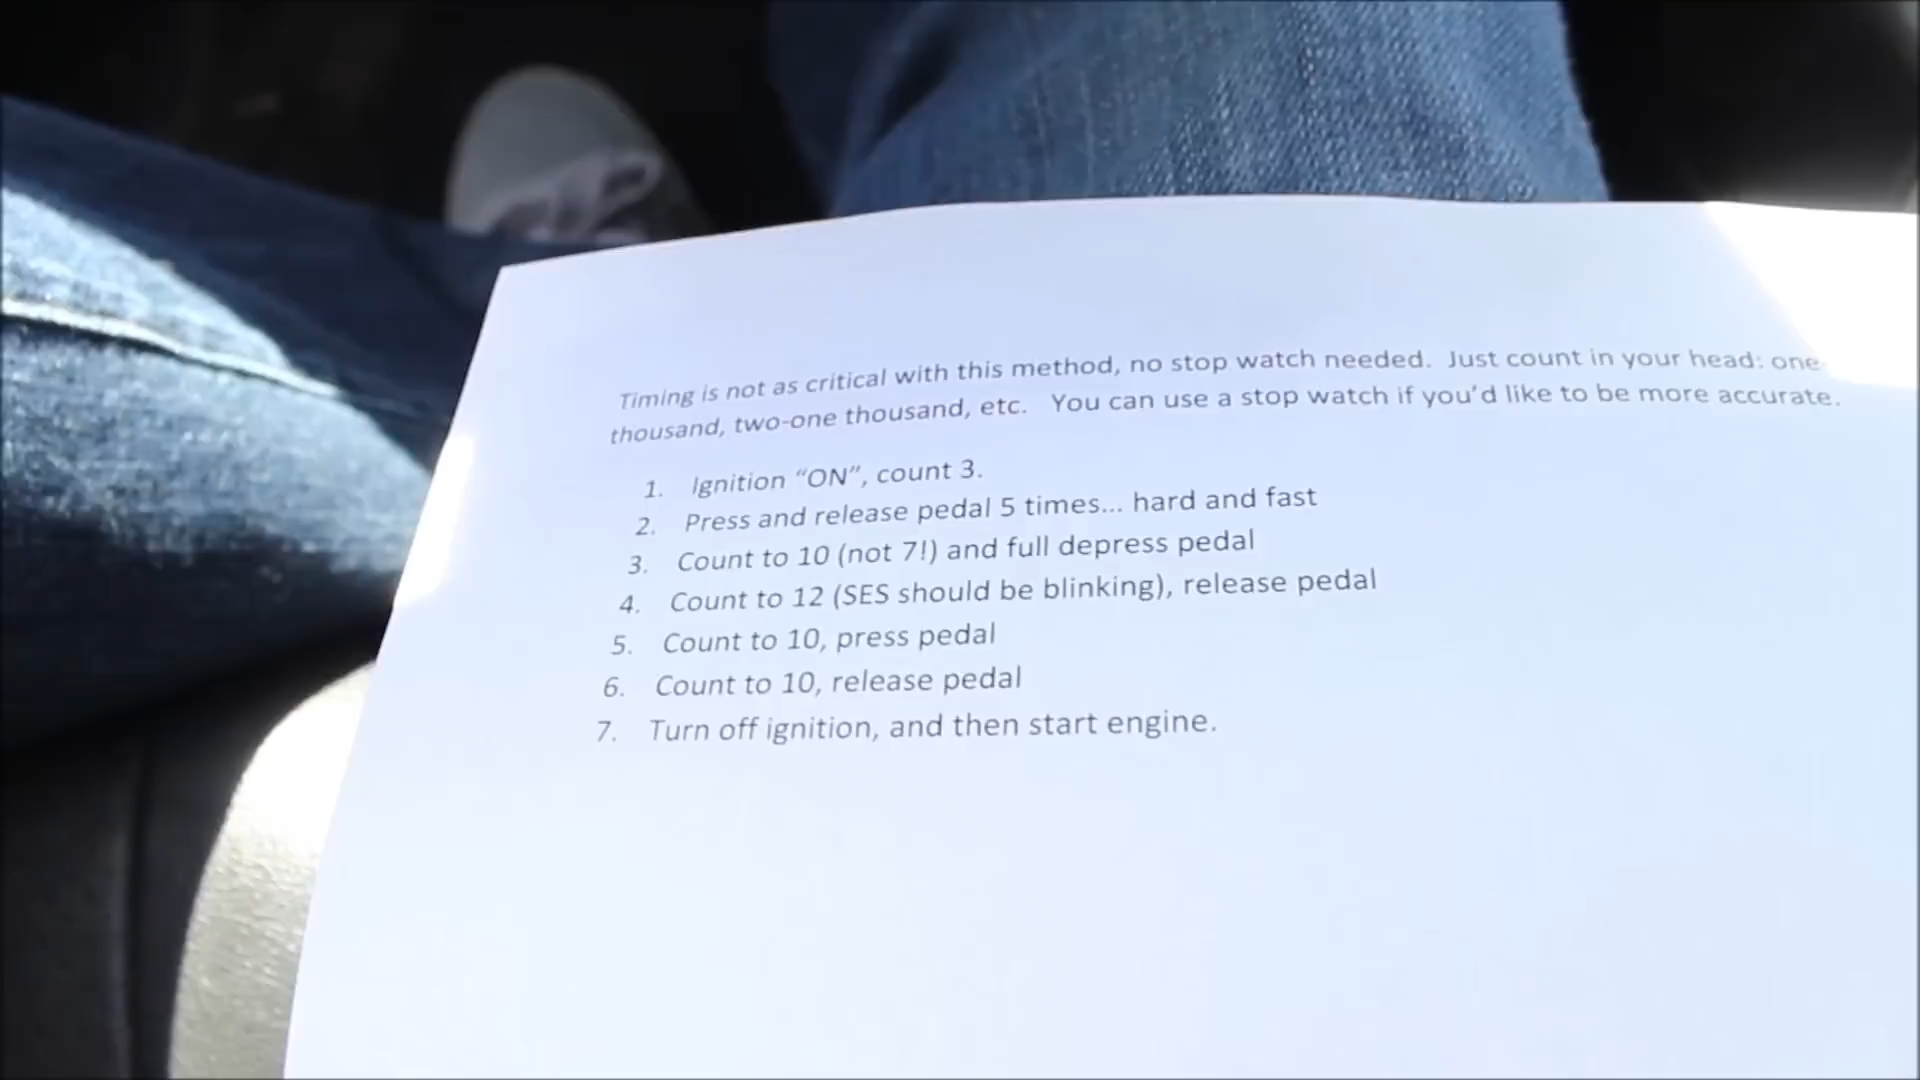 Timing is not as critical with this method, no stop watch needed. Just count in your head: one-
thousand, two-one thousand, etc. You can use a stop watch if you'd like to be more accurate.
1. Ignition "ON", count 3.
2. Press and release pedal 5 times... hard and fast
3. Count to 10 (not 7!) and full depress pedal
4. Count to 12 (SES should be blinking), release pedal
5. Count to 10, press pedal
6. Count to 10, release pedal
7. Turn off ignition, and then start engine.